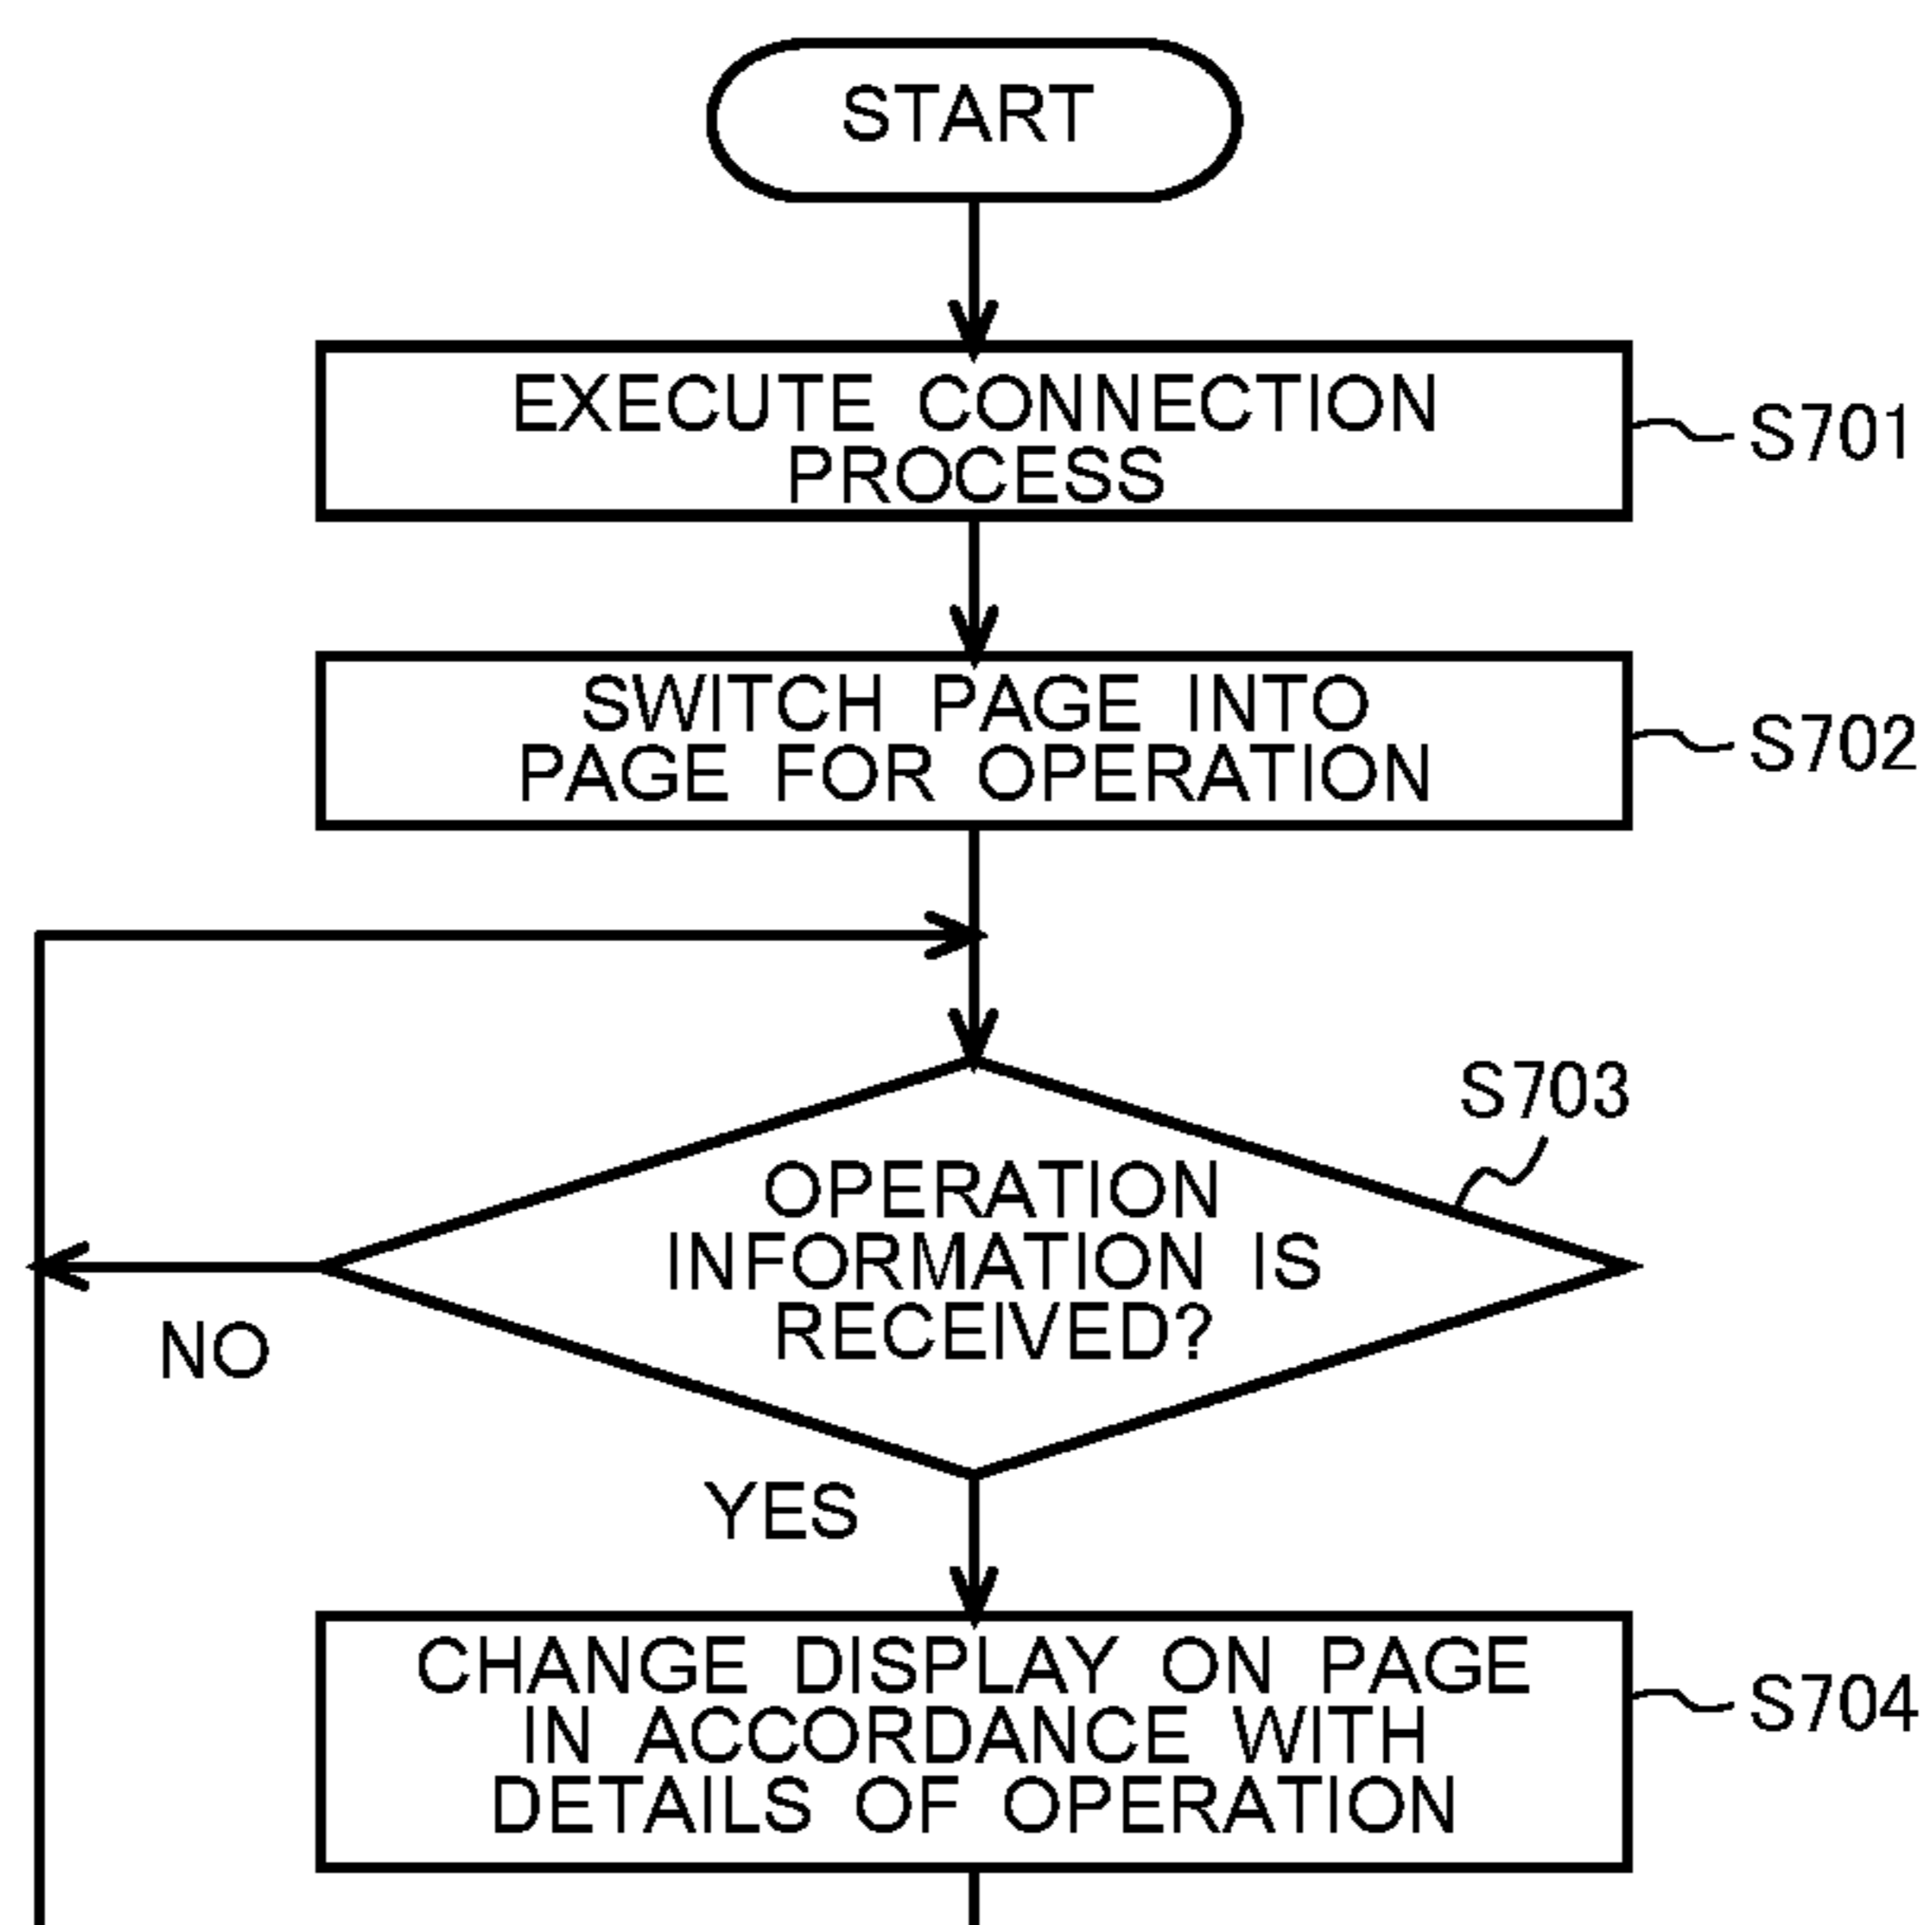 START
EXECUTE CONNECTION
PROCESS
S701
SWITCH PAGE INTO
PAGE FOR OPERATION
S702
S703
OPERATION
INFORMATION IS
RECEIVED?
NO
YES
CHANGE DISPLAY ON PAGE
IN ACCORDANCE WITH
DETAILS OF OPERATION
S704